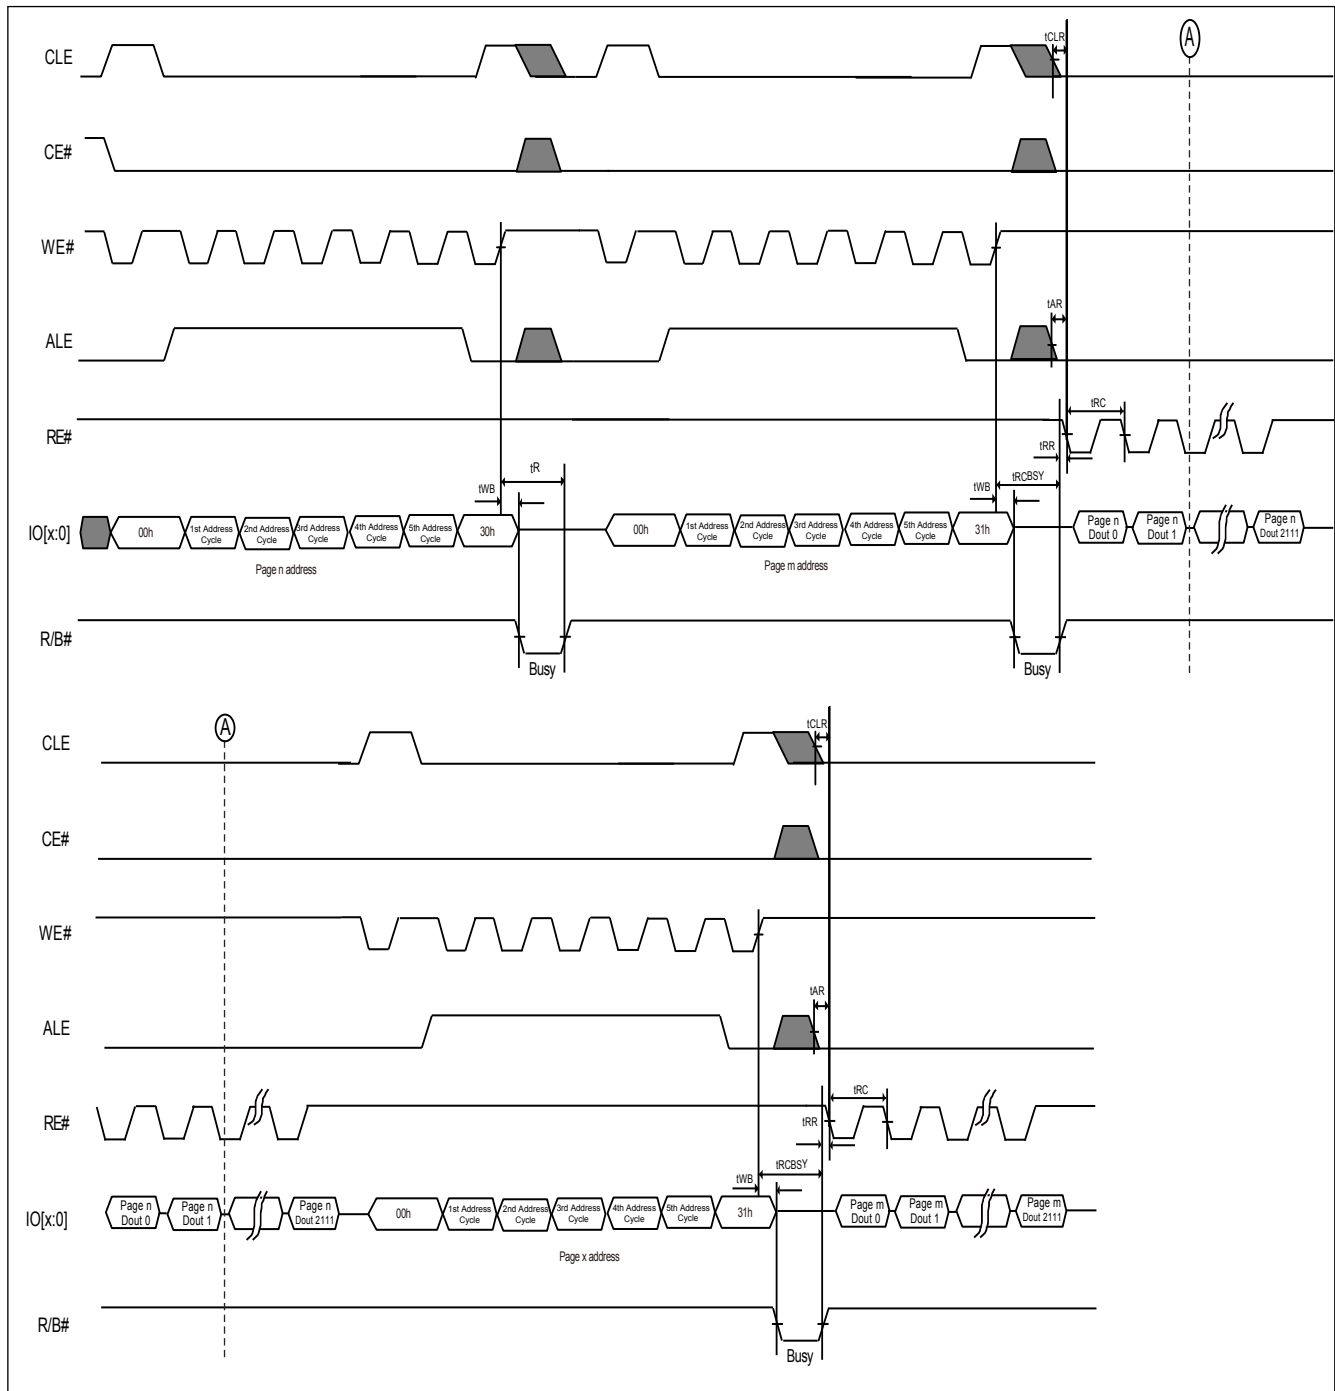 tCLR
A
CLE
CE#
WE#
tAR
ALE
tRC
RE#
tRR
tR
tRCBSY
tWB
tWB
IO[x:0]
00h
1st Address Cycle
2nd Address Cycle
3rd Address Cycle
4th Address Cycle
5th Address Cycle
30h
00h
1st Address Cycle
2nd Address Cycle
3rd Address Cycle
4th Address Cycle
5th Address Cycle
31h
Page n Dout 0
Page n Dout 1
Page n Dout 2111
Page n address
Page m address
R/B#
Busy
Busy
A
tCLR
CLE
CE#
WE#
tAR
ALE
tRC
RE#
tRR
tRCBSY
tWB
IO[x:0]
Page n Dout 0
Page n Dout 1
Page n Dout 2111
00h
1st Address Cycle
2nd Address Cycle
3rd Address Cycle
4th Address Cycle
5th Address Cycle
31h
Page m Dout 0
Page m Dout 1
Page m Dout 2111
Page x address
R/B#
Busy